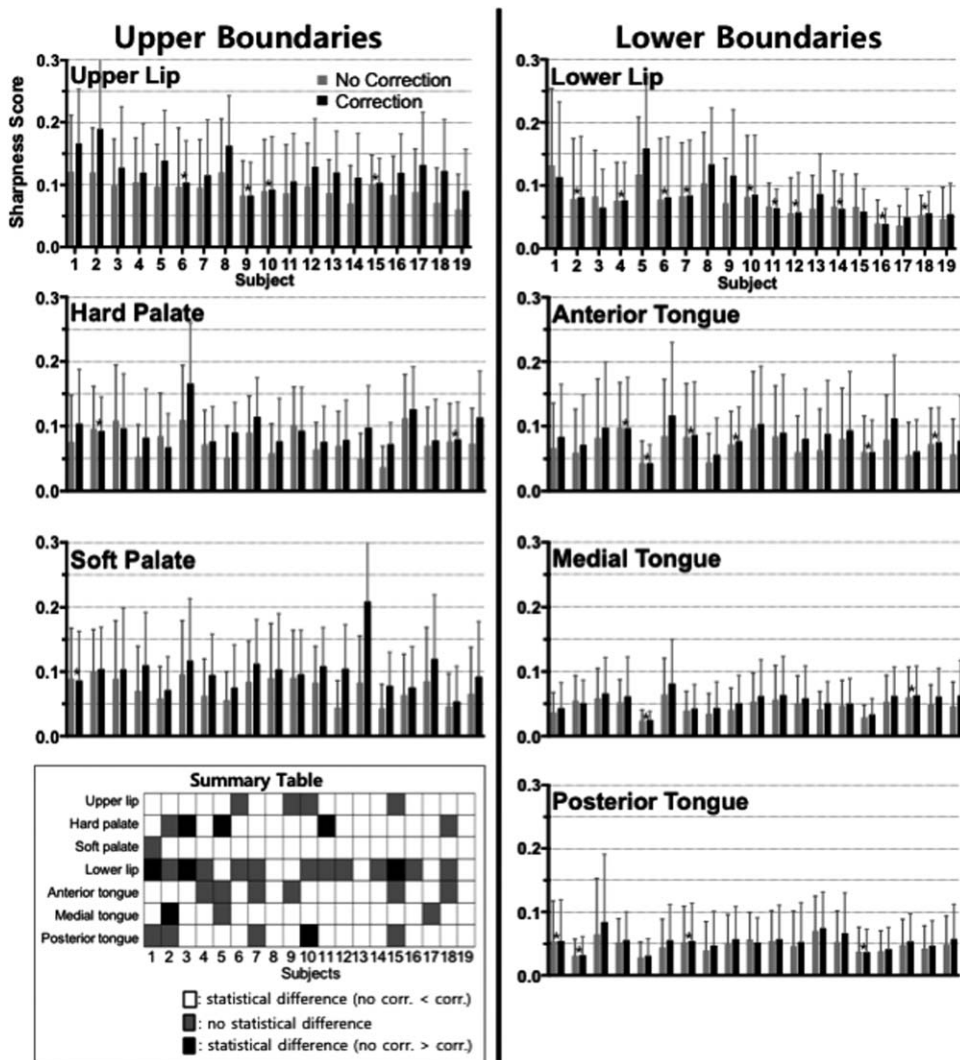 Upper Boundaries
Upper Lip
No Correction
Correction
Sharpness Score
0.3
0.2
0.1
0.0
1 2 3 4 5 6 7 8 9 10 11 12 13 14 15 16 17 18 19
Subject
Hard Palate
0.3
0.2
0.1
0.0
Soft Palate
0.3
0.2
0.1
0.0
Summary Table
Upper lip
Hard palate
Soft palate
Lower lip
Anterior tongue
Medial tongue
Posterior tongue
1 2 3 4 5 6 7 8 9 10 11 12 13 14 15 16 17 18 19
Subjects
: statistical difference (no corr. < corr.)
: no statistical difference
: statistical difference (no corr. > corr.)
Lower Boundaries
Lower Lip
0.3
0.2
0.1
0.0
1 2 3 4 5 6 7 8 9 10 11 12 13 14 15 16 17 18 19
Subject
Anterior Tongue
0.3
0.2
0.1
0.0
Medial Tongue
0.3
0.2
0.1
0.0
Posterior Tongue
0.3
0.2
0.1
0.0